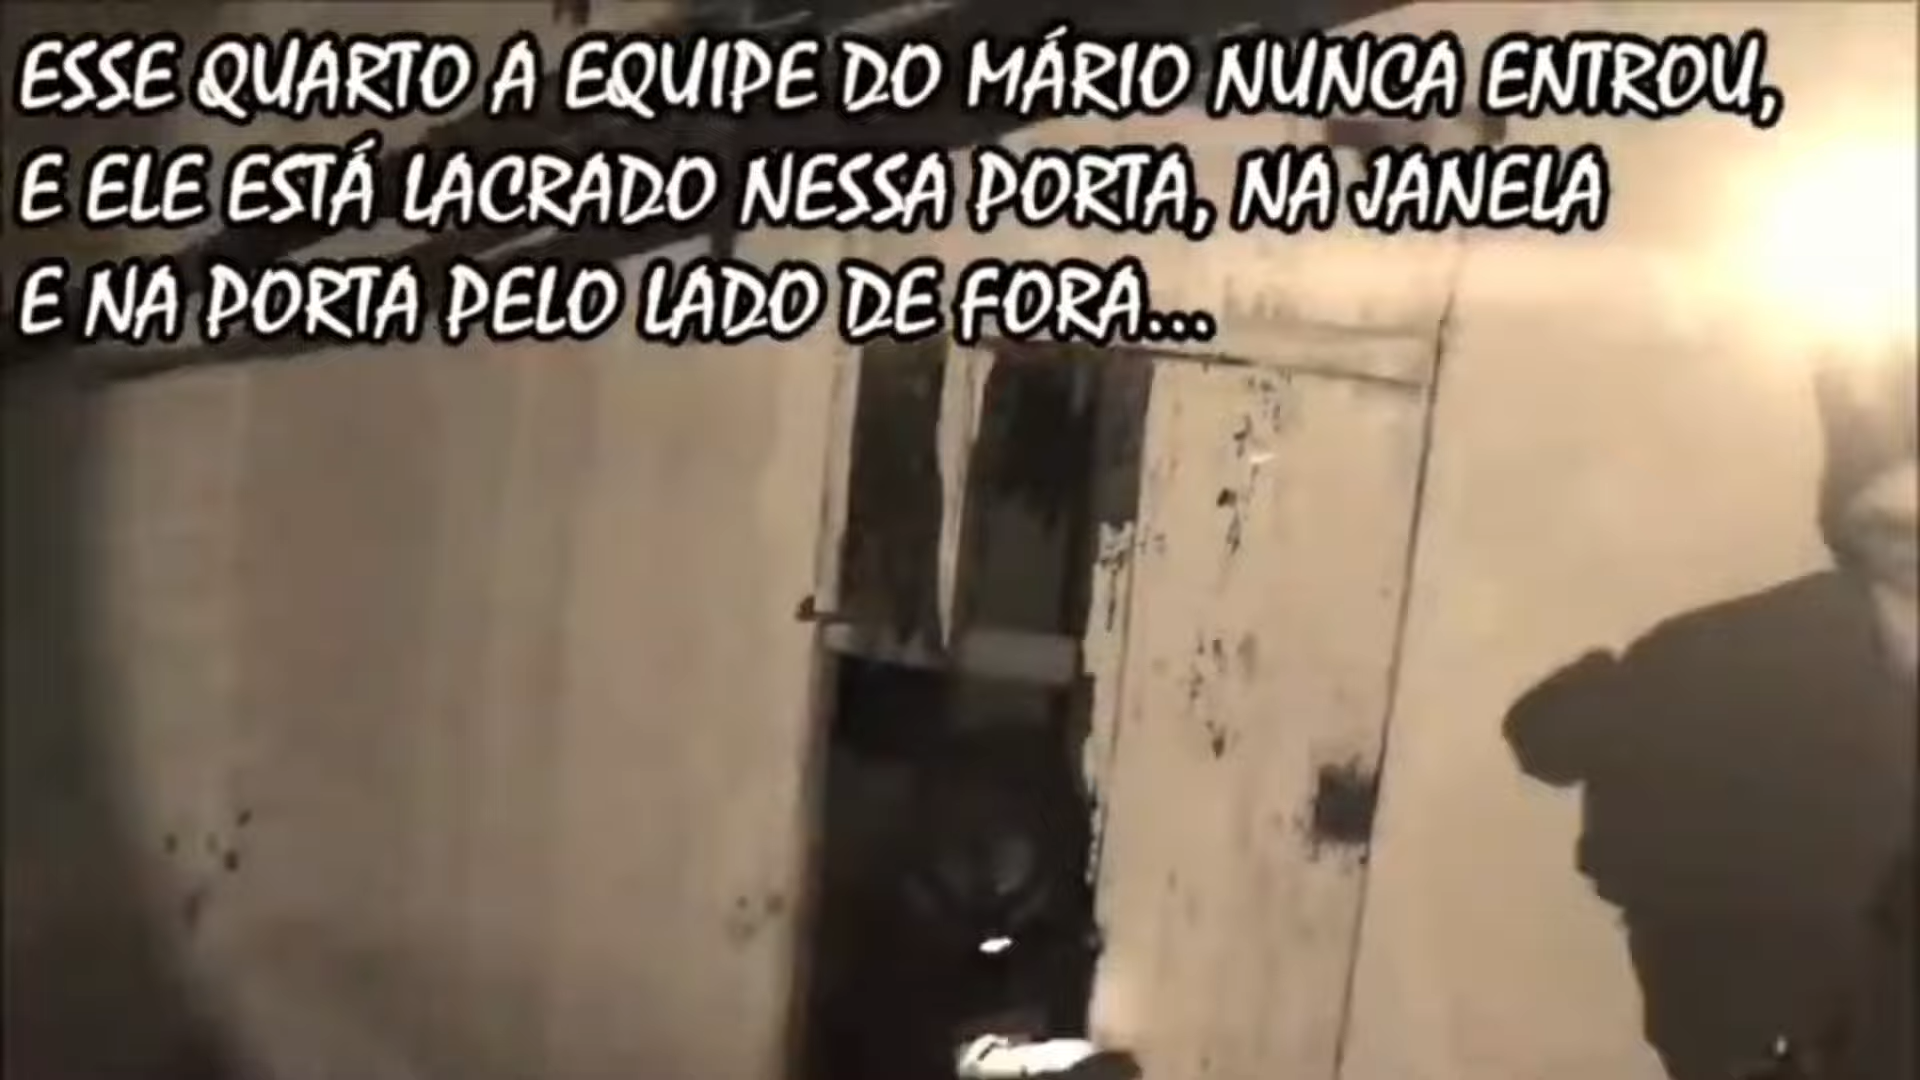 ESSE QUARTO A EQUIPE DO MÁRIO NUNCA ENTROU,
E ELE ESTÁ LACRADO NESSA PORTA, NA JANELA
E NA PORTA PELO LADO DE FORA...